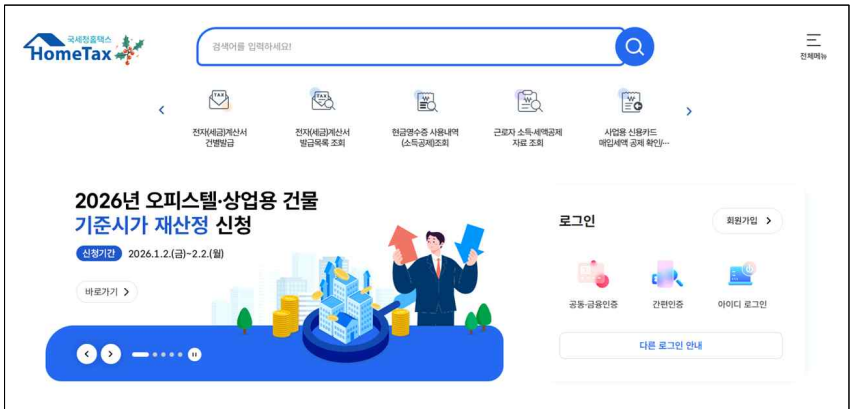 국세청홈택스
HomeTax
검색어를 입력하세요!
전체메뉴
TAX
TAX
전자(세금)계산서
건별발급
전자(세금)계산서
발급목록 조회
현금영수증 사용내역
(소득공제)조회
근로자 소득·세액공제
자료 조회
사업용 신용카드
매입세액 공제 확인/…
2026년 오피스텔·상업용 건물
기준시가 재산정 신청
신청기간 2026.1.2.(금)~2.2.(월)
바로가기
로그인
회원가입
공동·금융인증
간편인증
아이디 로그인
다른 로그인 안내